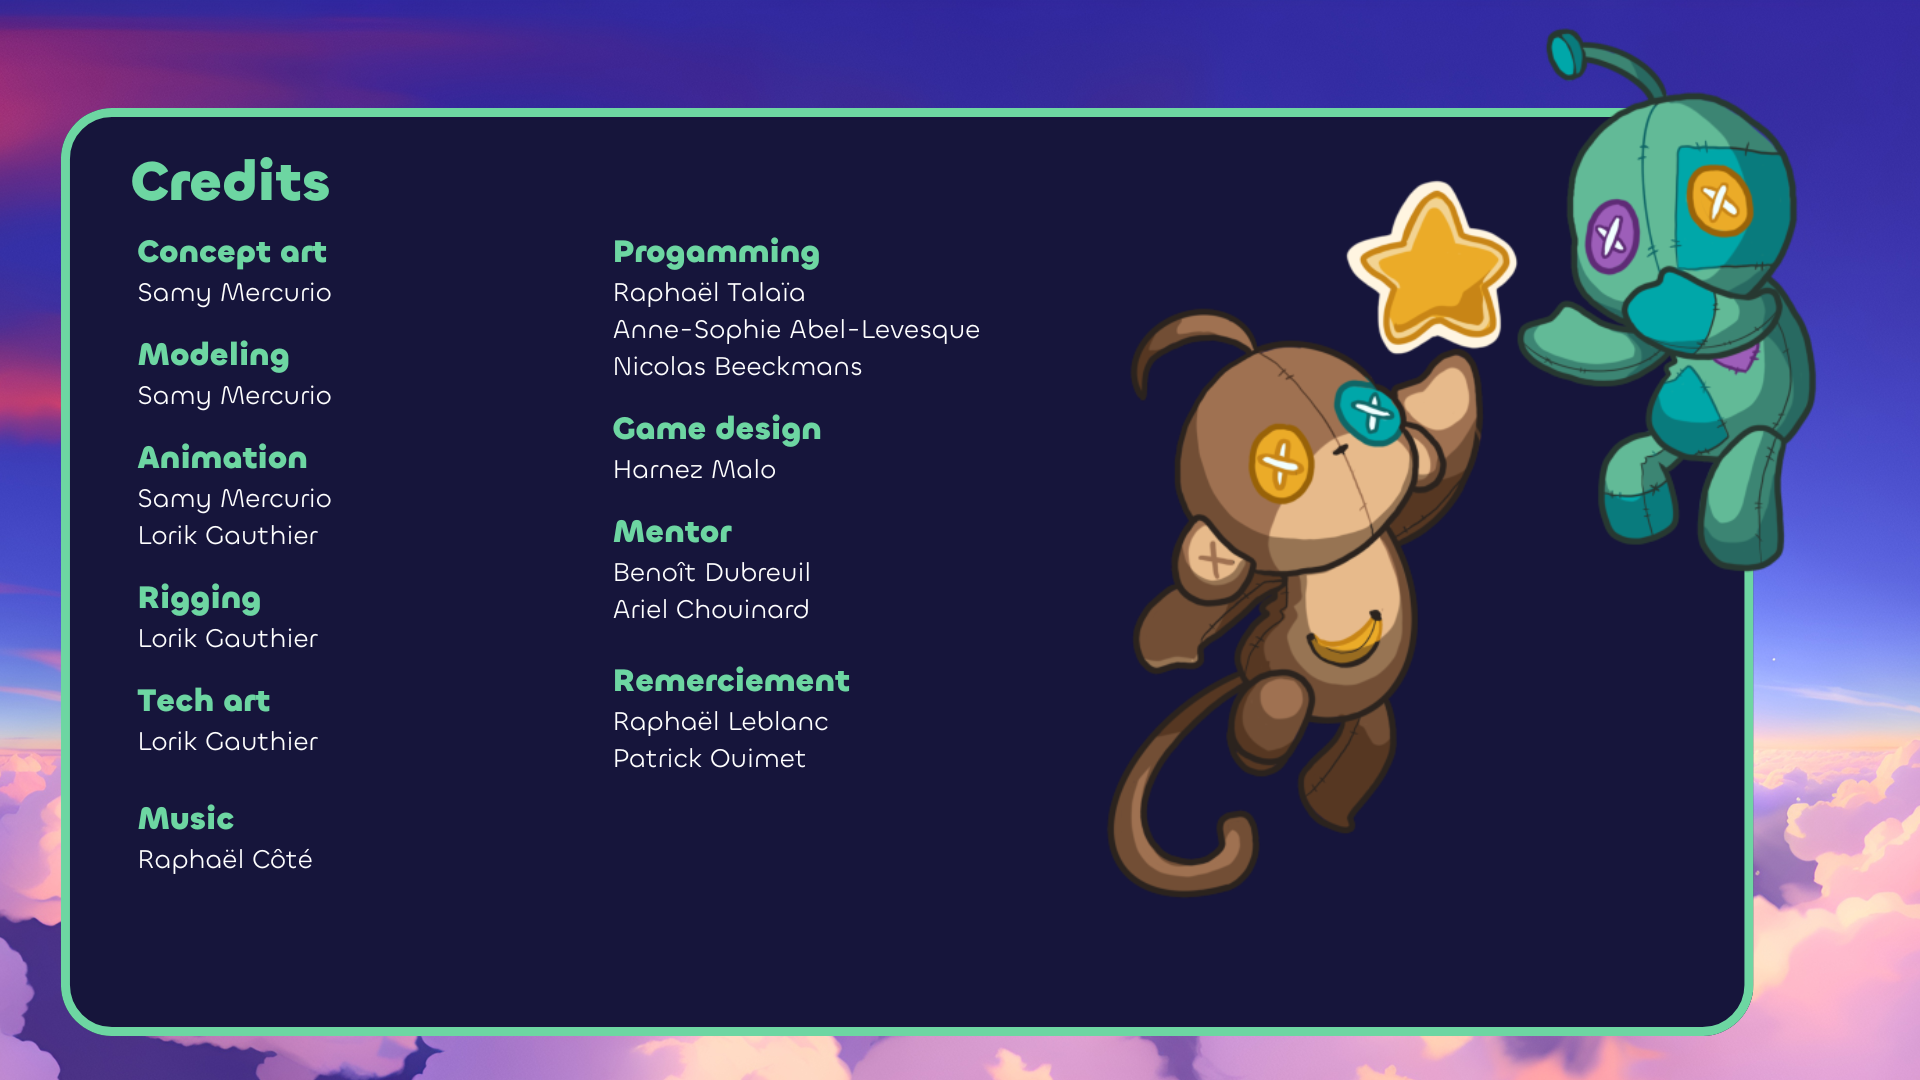 Credits
Concept art
Samy Mercurio
Modeling
Samy Mercurio
Animation
Samy Mercurio
Lorik Gauthier
Rigging
Lorik Gauthier
Tech art
Lorik Gauthier
Music
Raphaël Côté
Progamming
Raphaël Talaïa
Anne-Sophie Abel-Levesque
Nicolas Beeckmans
Game design
Harnez Malo
Mentor
Benoît Dubreuil
Ariel Chouinard
Remerciement
Raphaël Leblanc
Patrick Ouimet